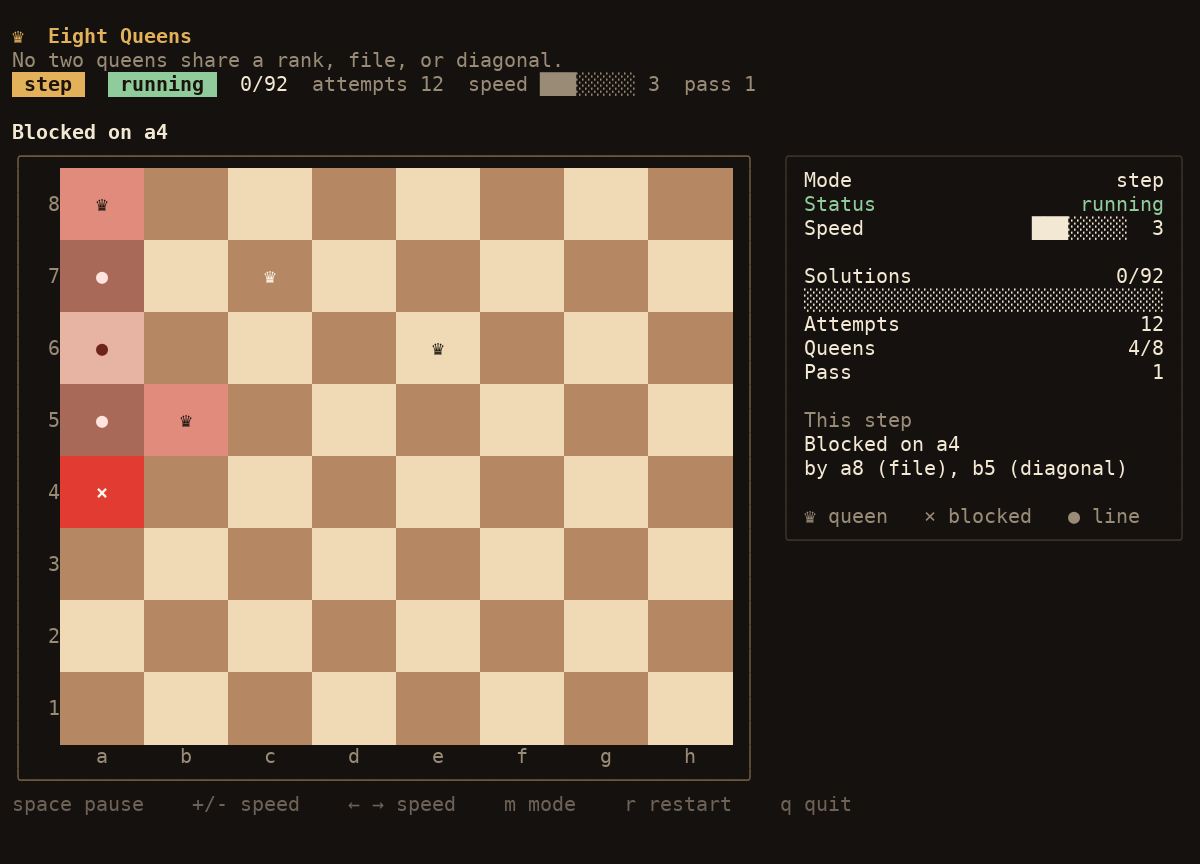 ♛ Eight Queens
No two queens share a rank, file, or diagonal.
step running 0/92 attempts 12 speed 3 pass 1
Blocked on a4
8
7
6
5
4 ×
3
2
1
a b c d e f g h
Mode step
Status running
Speed 3
Solutions 0/92
Attempts 12
Queens 4/8
Pass 1
This step
Blocked on a4
by a8 (file), b5 (diagonal)
♛ queen × blocked ● line
space pause +/- speed ← → speed m mode r restart q quit